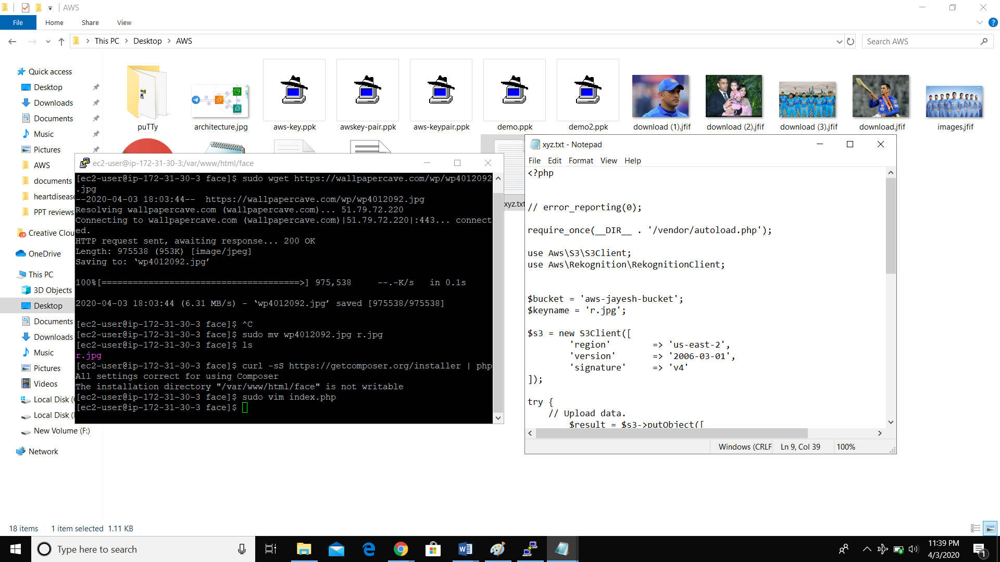 AWS
File
Home
Share
View
This PC
Desktop
AWS
Search AWS
Quick access
Desktop
Downloads
Documents
Music
Pictures
AWS
documents
heartdisease
PPT reviews
Creative Clou
OneDrive
This PC
3D Objects
Desktop
Documents
Downloads
Music
Pictures
Videos
Local Disk (
Local Disk (
New Volume (F:)
Network
puTTy
architecture.jpg
aws-key.ppk
awskey-pair.ppk
aws-keypair.ppk
demo.ppk
demo2.ppk
download (1).jfif
download (2).jfif
download (3).jfif
download.jfif
images.jfif
xyz.txt
ec2-user@ip-172-31-30-3:/var/www/html/face
[ec2-user@ip-172-31-30-3 face]$ sudo wget https://wallpapercave.com/wp/wp4012092
.jpg
--2020-04-03 18:03:44--  https://wallpapercave.com/wp/wp4012092.jpg
Resolving wallpapercave.com (wallpapercave.com)... 51.79.72.220
Connecting to wallpapercave.com (wallpapercave.com)|51.79.72.220|:443... connect
ed.
HTTP request sent, awaiting response... 200 OK
Length: 975538 (953K) [image/jpeg]
Saving to: ‘wp4012092.jpg’
100%[======================================>] 975,538     --.-K/s   in 0.1s
2020-04-03 18:03:44 (6.31 MB/s) - ‘wp4012092.jpg’ saved [975538/975538]
[ec2-user@ip-172-31-30-3 face]$ ^C
[ec2-user@ip-172-31-30-3 face]$ sudo mv wp4012092.jpg r.jpg
[ec2-user@ip-172-31-30-3 face]$ ls
r.jpg
[ec2-user@ip-172-31-30-3 face]$ curl -sS https://getcomposer.org/installer | php
All settings correct for using Composer
The installation directory "/var/www/html/face" is not writable
[ec2-user@ip-172-31-30-3 face]$ sudo vim index.php
[ec2-user@ip-172-31-30-3 face]$
xyz.txt - Notepad
File Edit Format View Help
<?php
// error_reporting(0);
require_once(__DIR__ . '/vendor/autoload.php');
use Aws\S3\S3Client;
use Aws\Rekognition\RekognitionClient;
$bucket = 'aws-jayesh-bucket';
$keyname = 'r.jpg';
$s3 = new S3Client([
'region'        => 'us-east-2',
'version'       => '2006-03-01',
'signature'     => 'v4'
]);
try {
// Upload data.
$result = $s3->putObject([
Windows (CRLF
Ln 9, Col 39
100%
18 items
1 item selected 1.11 KB
Type here to search
11:39 PM
4/3/2020
1